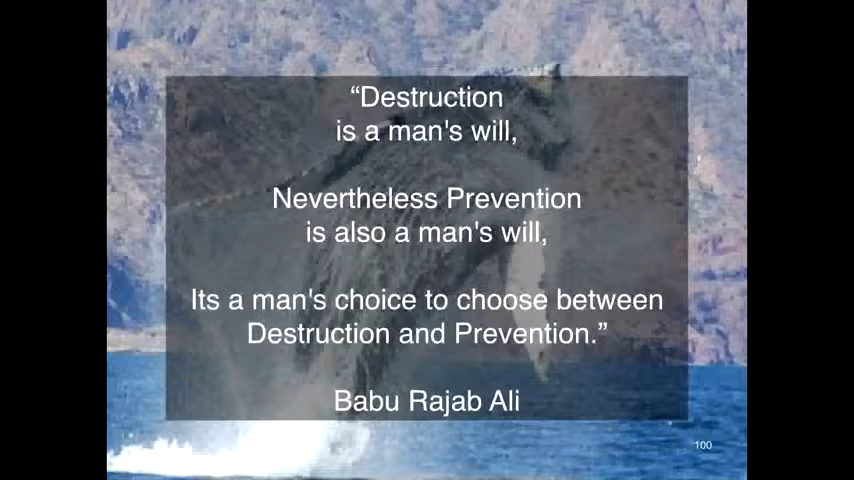 “Destruction
is a man's will,
Nevertheless Prevention
is also a man's will,
Its a man's choice to choose between
Destruction and Prevention.”
Babu Rajab Ali
100